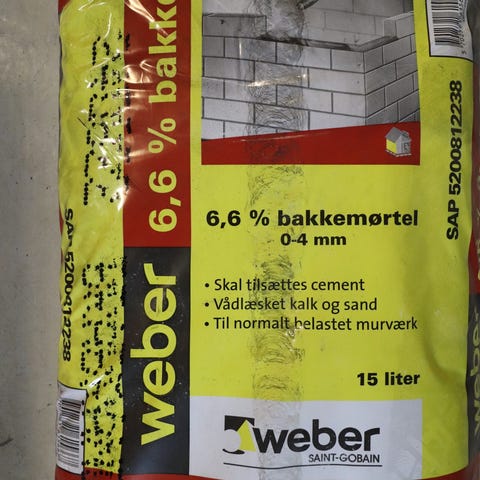 weber 6,6 % bakke
6,6 % bakkemørtel
0-4 mm
• Skal tilsættes cement
• Vådlæsket kalk og sand
• Til normalt belastet murværk
15 liter
weber
SAINT-GOBAIN
SAP 5200812238
SAP 5200812238